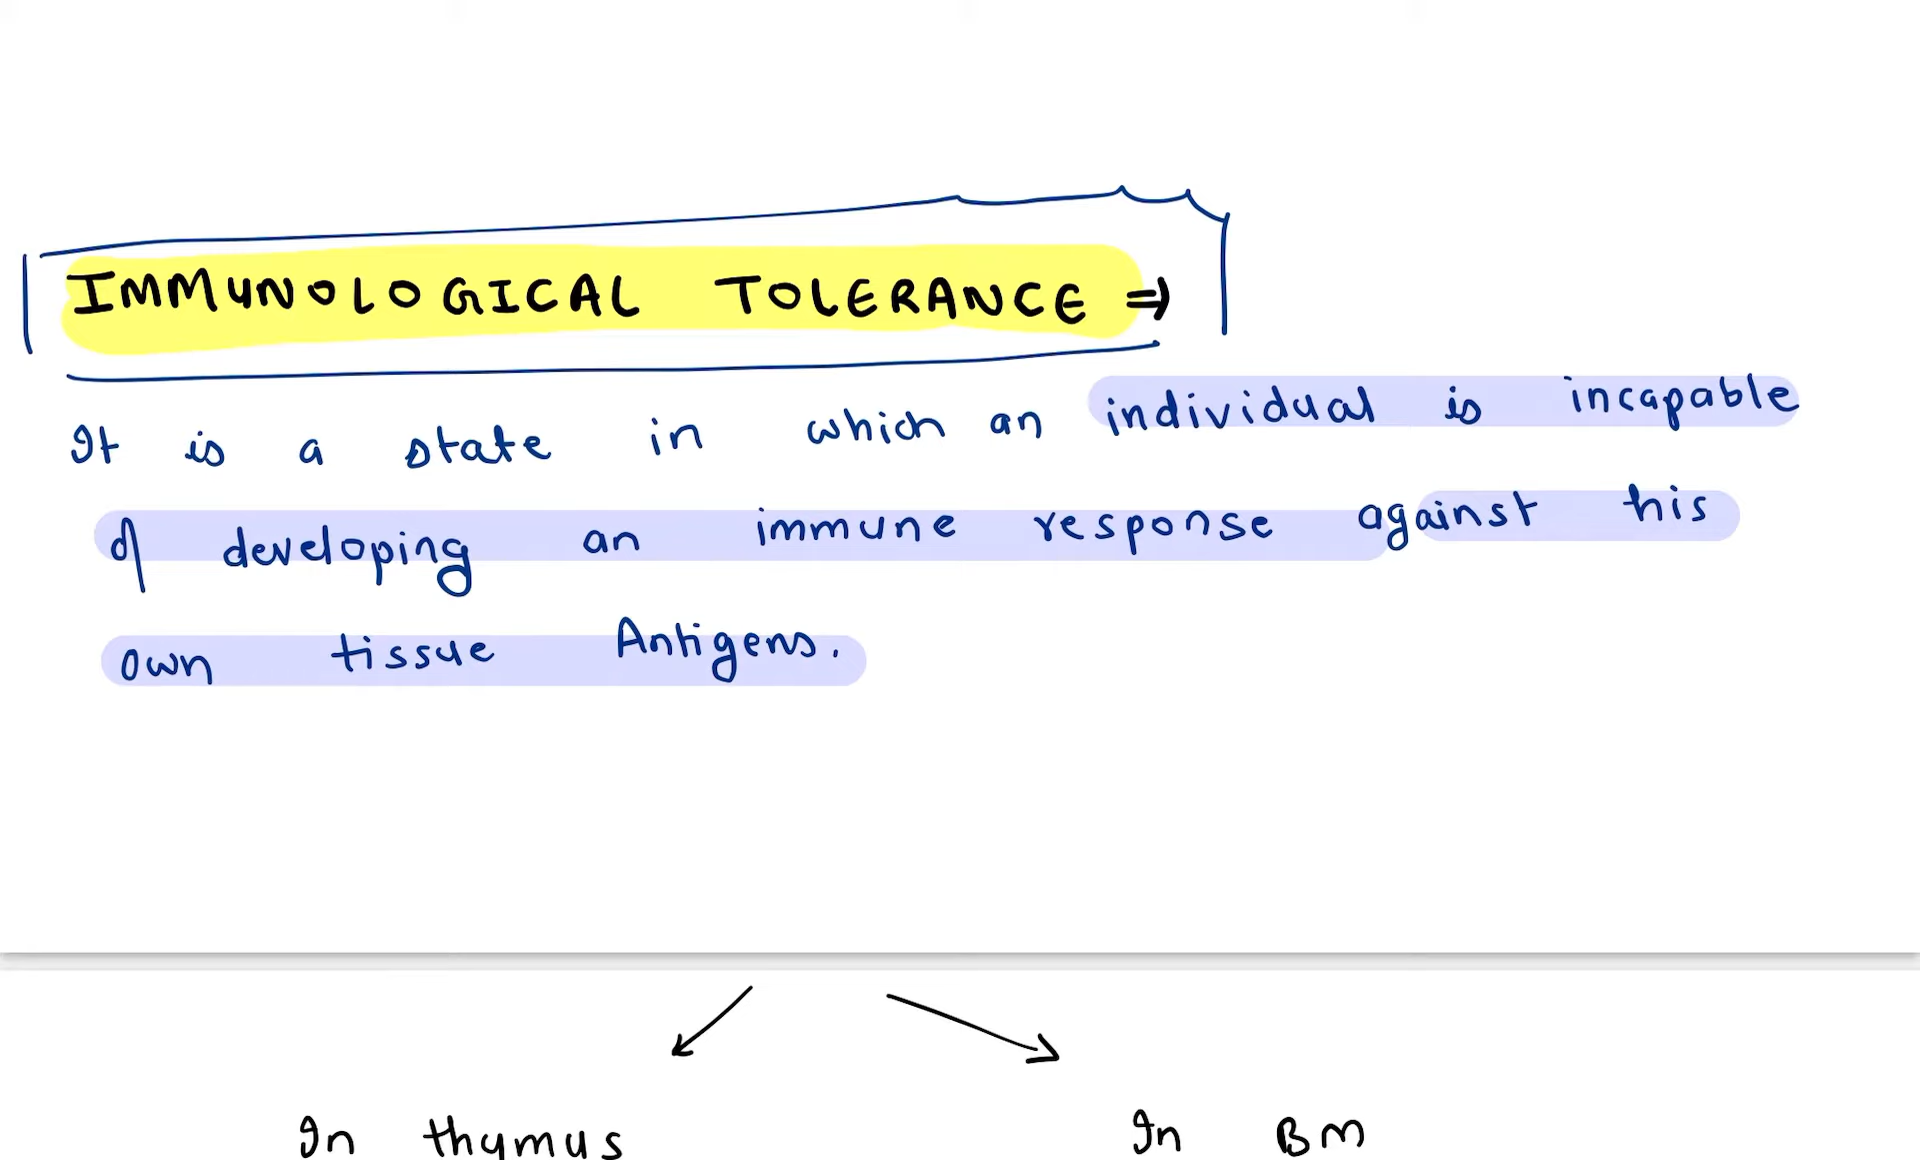 IMMUNOLOGICAL TOLERANCE ⇒
It is a state in which an individual is incapable
of developing an immune response against his
own tissue Antigens.
In thymus In BM